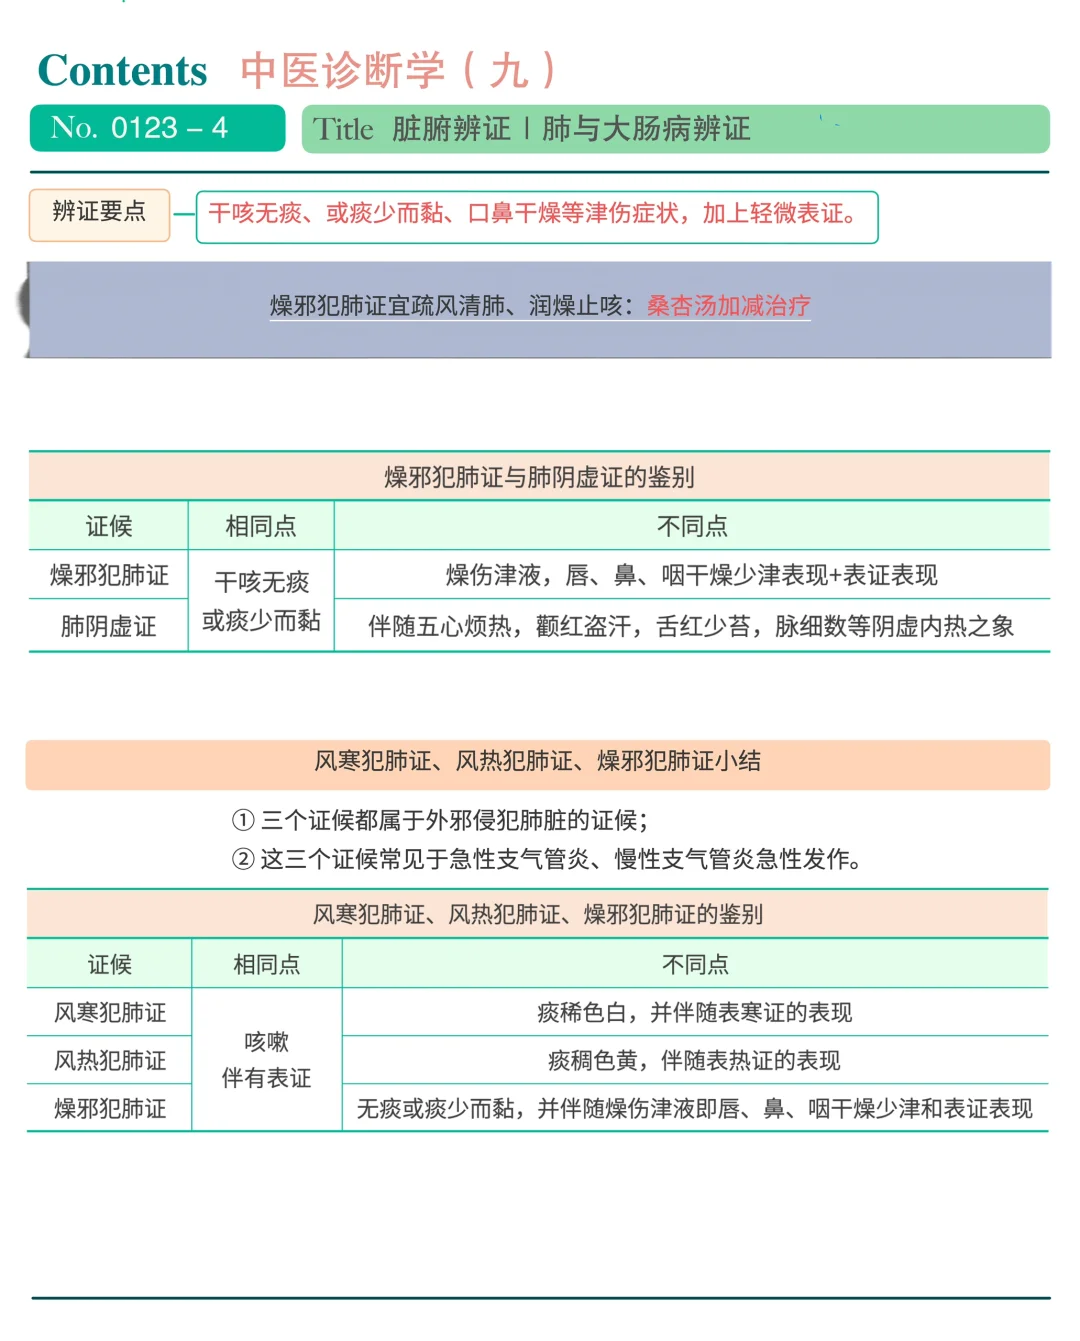 Contents 中医诊断学（九）
No. 0123－4
Title 脏腑辨证｜肺与大肠病辨证
辨证要点
干咳无痰、或痰少而黏、口鼻干燥等津伤症状，加上轻微表证。
燥邪犯肺证宜疏风清肺、润燥止咳：桑杏汤加减治疗
燥邪犯肺证与肺阴虚证的鉴别
证候 相同点 不同点
燥邪犯肺证 干咳无痰 燥伤津液，唇、鼻、咽干燥少津表现+表证表现
肺阴虚证 或痰少而黏 伴随五心烦热，颧红盗汗，舌红少苔，脉细数等阴虚内热之象
风寒犯肺证、风热犯肺证、燥邪犯肺证小结
① 三个证候都属于外邪侵犯肺脏的证候；
② 这三个证候常见于急性支气管炎、慢性支气管炎急性发作。
风寒犯肺证、风热犯肺证、燥邪犯肺证的鉴别
证候 相同点 不同点
风寒犯肺证 痰稀色白，并伴随表寒证的表现
咳嗽
风热犯肺证 痰稠色黄，伴随表热证的表现
伴有表证
燥邪犯肺证 无痰或痰少而黏，并伴随燥伤津液即唇、鼻、咽干燥少津和表证表现